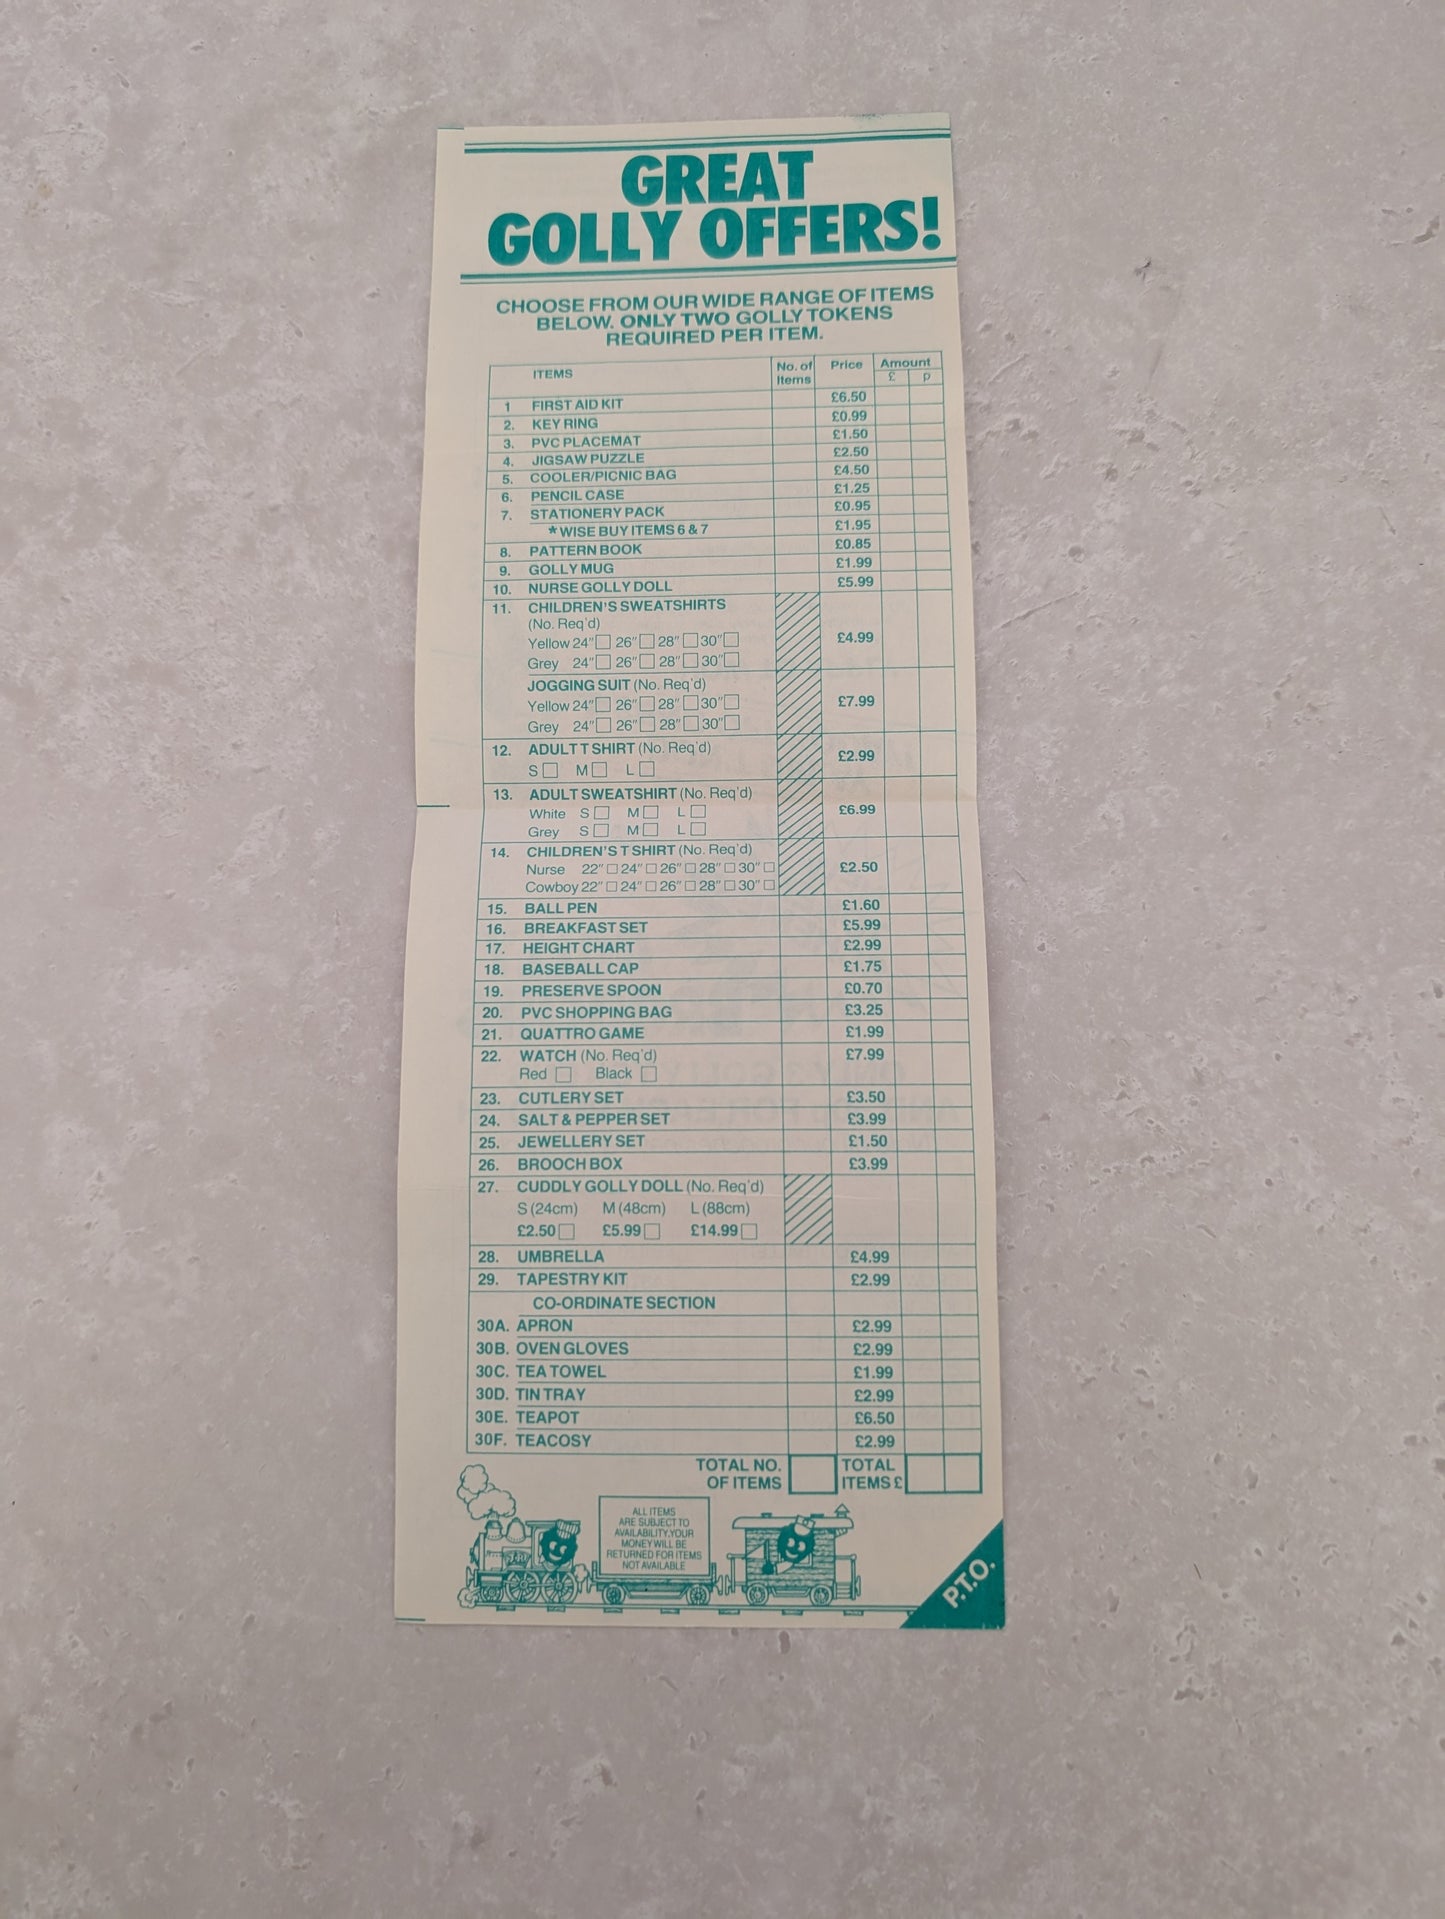 GREAT
GOLLY OFFERS!
CHOOSE FROM OUR WIDE RANGE OF ITEMS
BELOW. ONLY TWO GOLLY TOKENS
REQUIRED PER ITEM.
ITEMS No. of Items Price Amount £ p
1 FIRST AID KIT £6.50
2. KEY RING £0.99
3. PVC PLACEMAT £1.50
4. JIGSAW PUZZLE £2.50
5. COOLER/PICNIC BAG £4.50
6. PENCIL CASE £1.25
7. STATIONERY PACK £0.95
*WISE BUY ITEMS 6 & 7 £1.95
8. PATTERN BOOK £0.85
9. GOLLY MUG £1.99
10. NURSE GOLLY DOLL £5.99
11. CHILDREN'S SWEATSHIRTS
(No. Req'd)
Yellow 24" 26" 28" 30" £4.99
Grey 24" 26" 28" 30"
JOGGING SUIT (No. Req'd)
Yellow 24" 26" 28" 30" £7.99
Grey 24" 26" 28" 30"
12. ADULT T SHIRT (No. Req'd) £2.99
S M L
13. ADULT SWEATSHIRT (No. Req'd)
White S M L £6.99
Grey S M L
14. CHILDREN'S T SHIRT (No. Req'd)
Nurse 22" 24" 26" 28" 30" £2.50
Cowboy 22" 24" 26" 28" 30"
15. BALL PEN £1.60
16. BREAKFAST SET £5.99
17. HEIGHT CHART £2.99
18. BASEBALL CAP £1.75
19. PRESERVE SPOON £0.70
20. PVC SHOPPING BAG £3.25
21. QUATTRO GAME £1.99
22. WATCH (No. Req'd) £7.99
Red Black
23. CUTLERY SET £3.50
24. SALT & PEPPER SET £3.99
25. JEWELLERY SET £1.50
26. BROOCH BOX £3.99
27. CUDDLY GOLLY DOLL (No. Req'd)
S (24cm) M (48cm) L (88cm)
£2.50 £5.99 £14.99
28. UMBRELLA £4.99
29. TAPESTRY KIT £2.99
CO-ORDINATE SECTION
30A. APRON £2.99
30B. OVEN GLOVES £2.99
30C. TEA TOWEL £1.99
30D. TIN TRAY £2.99
30E. TEAPOT £6.50
30F. TEACOSY £2.99
TOTAL NO. TOTAL
OF ITEMS ITEMS £
ALL ITEMS
ARE SUBJECT TO
AVAILABILITY. YOUR
MONEY WILL BE
RETURNED FOR ITEMS
NOT AVAILABLE
P.T.O.